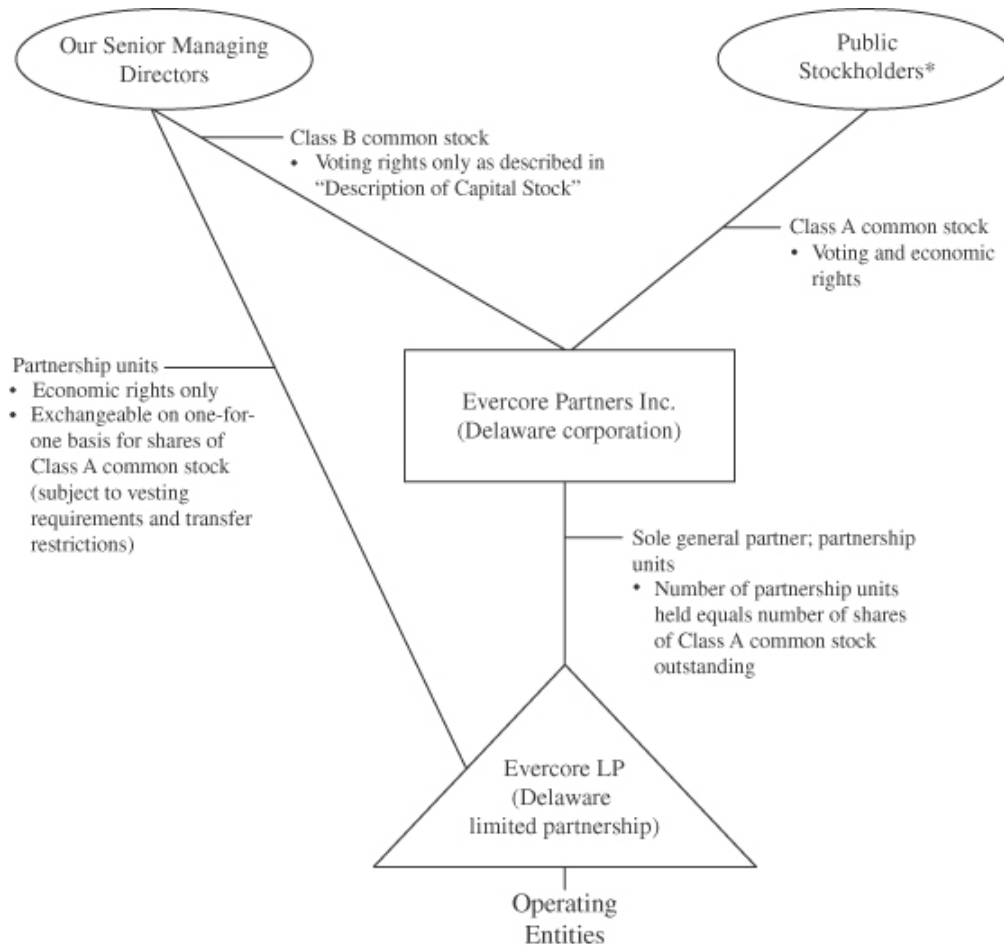 Our Senior Managing
Directors
Public
Stockholders*
Class B common stock
• Voting rights only as described in
“Description of Capital Stock”
Class A common stock
• Voting and economic
rights
Partnership units
• Economic rights only
• Exchangeable on one-for-
one basis for shares of
Class A common stock
(subject to vesting
requirements and transfer
restrictions)
Evercore Partners Inc.
(Delaware corporation)
Sole general partner; partnership
units
• Number of partnership units
held equals number of shares
of Class A common stock
outstanding
Evercore LP
(Delaware
limited partnership)
Operating
Entities